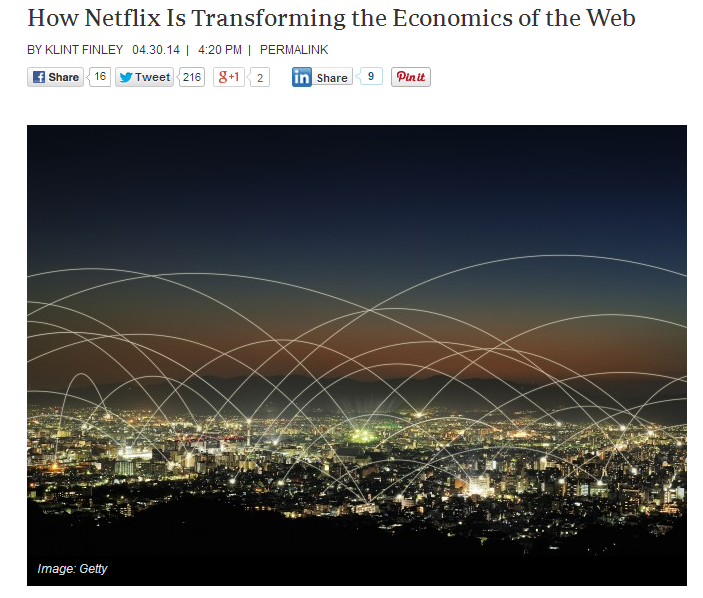 How Netflix Is Transforming the Economics of the Web
BY KLINT FINLEY 04.30.14 | 4:20 PM | PERMALINK
Share 16 Tweet 216 g+1 2 in Share 9 Pin it
Image: Getty